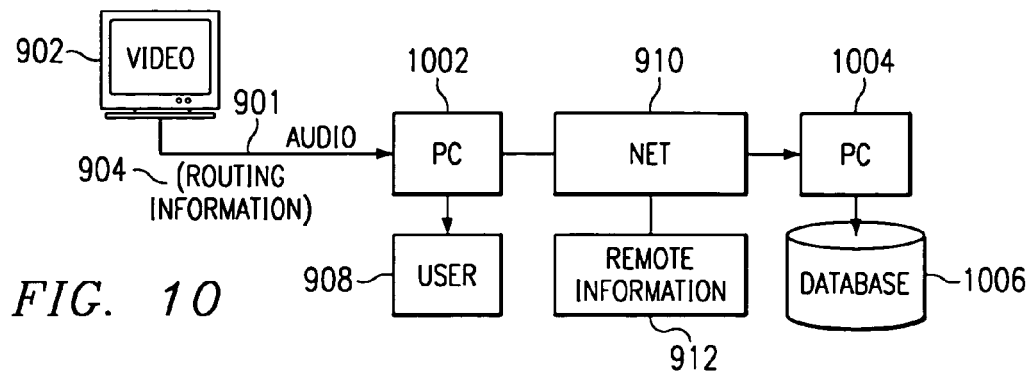 902
VIDEO
901
AUDIO
904
(ROUTING
INFORMATION)
1002
PC
910
NET
1004
PC
908
USER
REMOTE
INFORMATION
912
DATABASE
1006
FIG. 10